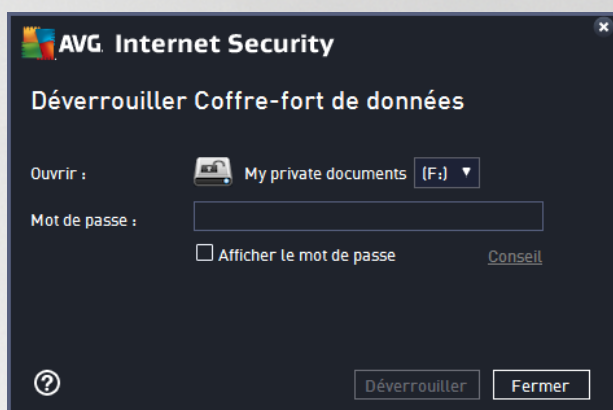 AVG Internet Security
Déverrouiller Coffre-fort de données
Ouvrir : My private documents (F:)
Mot de passe :
Afficher le mot de passe Conseil
? Déverrouiller Fermer